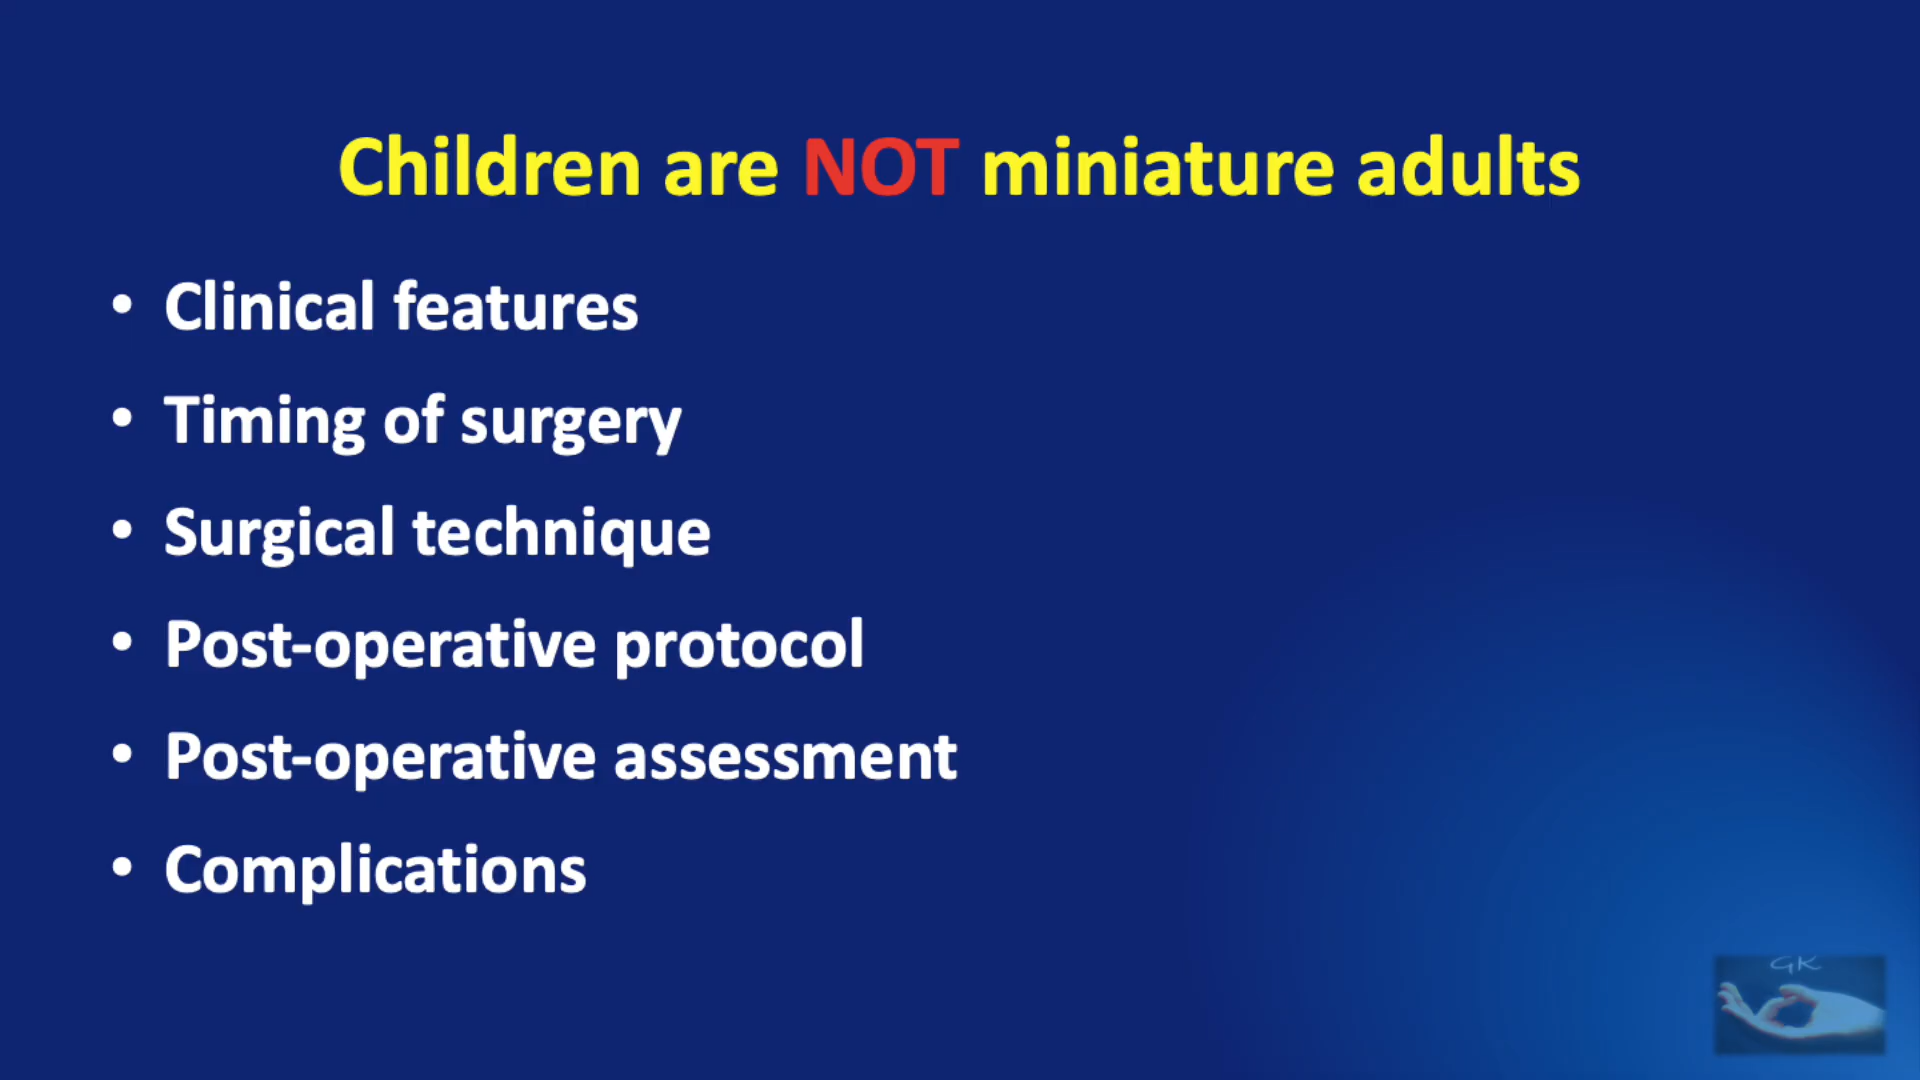 Children are NOT miniature adults
• Clinical features
• Timing of surgery
• Surgical technique
• Post-operative protocol
• Post-operative assessment
• Complications
GK